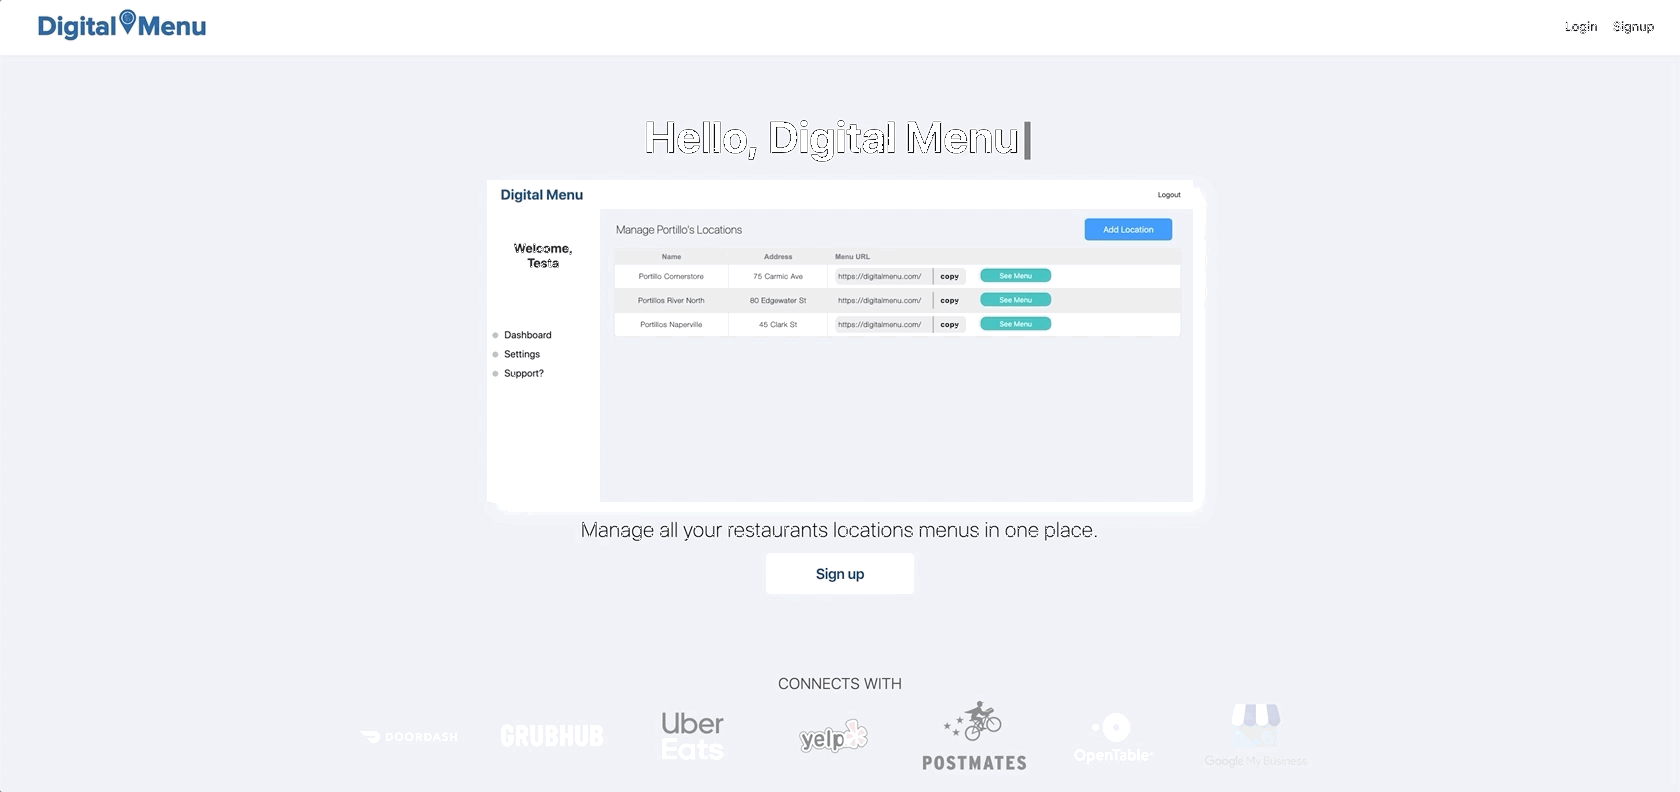 Digital Menu
Login Signup
Hello, Digital Menu
Digital Menu
Logout
Welcome,
Testa
Dashboard
Settings
Support?
Manage Portillo's Locations
Add Location
Name Address Menu URL
Portillo Cornerstore 75 Carmic Ave https://digitalmenu.com/ copy See Menu
Portillos River North 80 Edgewater St https://digitalmenu.com/ copy See Menu
Portillos Naperville 45 Clark St https://digitalmenu.com/ copy See Menu
Manage all your restaurants locations menus in one place.
Sign up
CONNECTS WITH
DOORDASH
GRUBHUB
Uber
Eats
yelp
POSTMATES
OpenTable
Google My Business